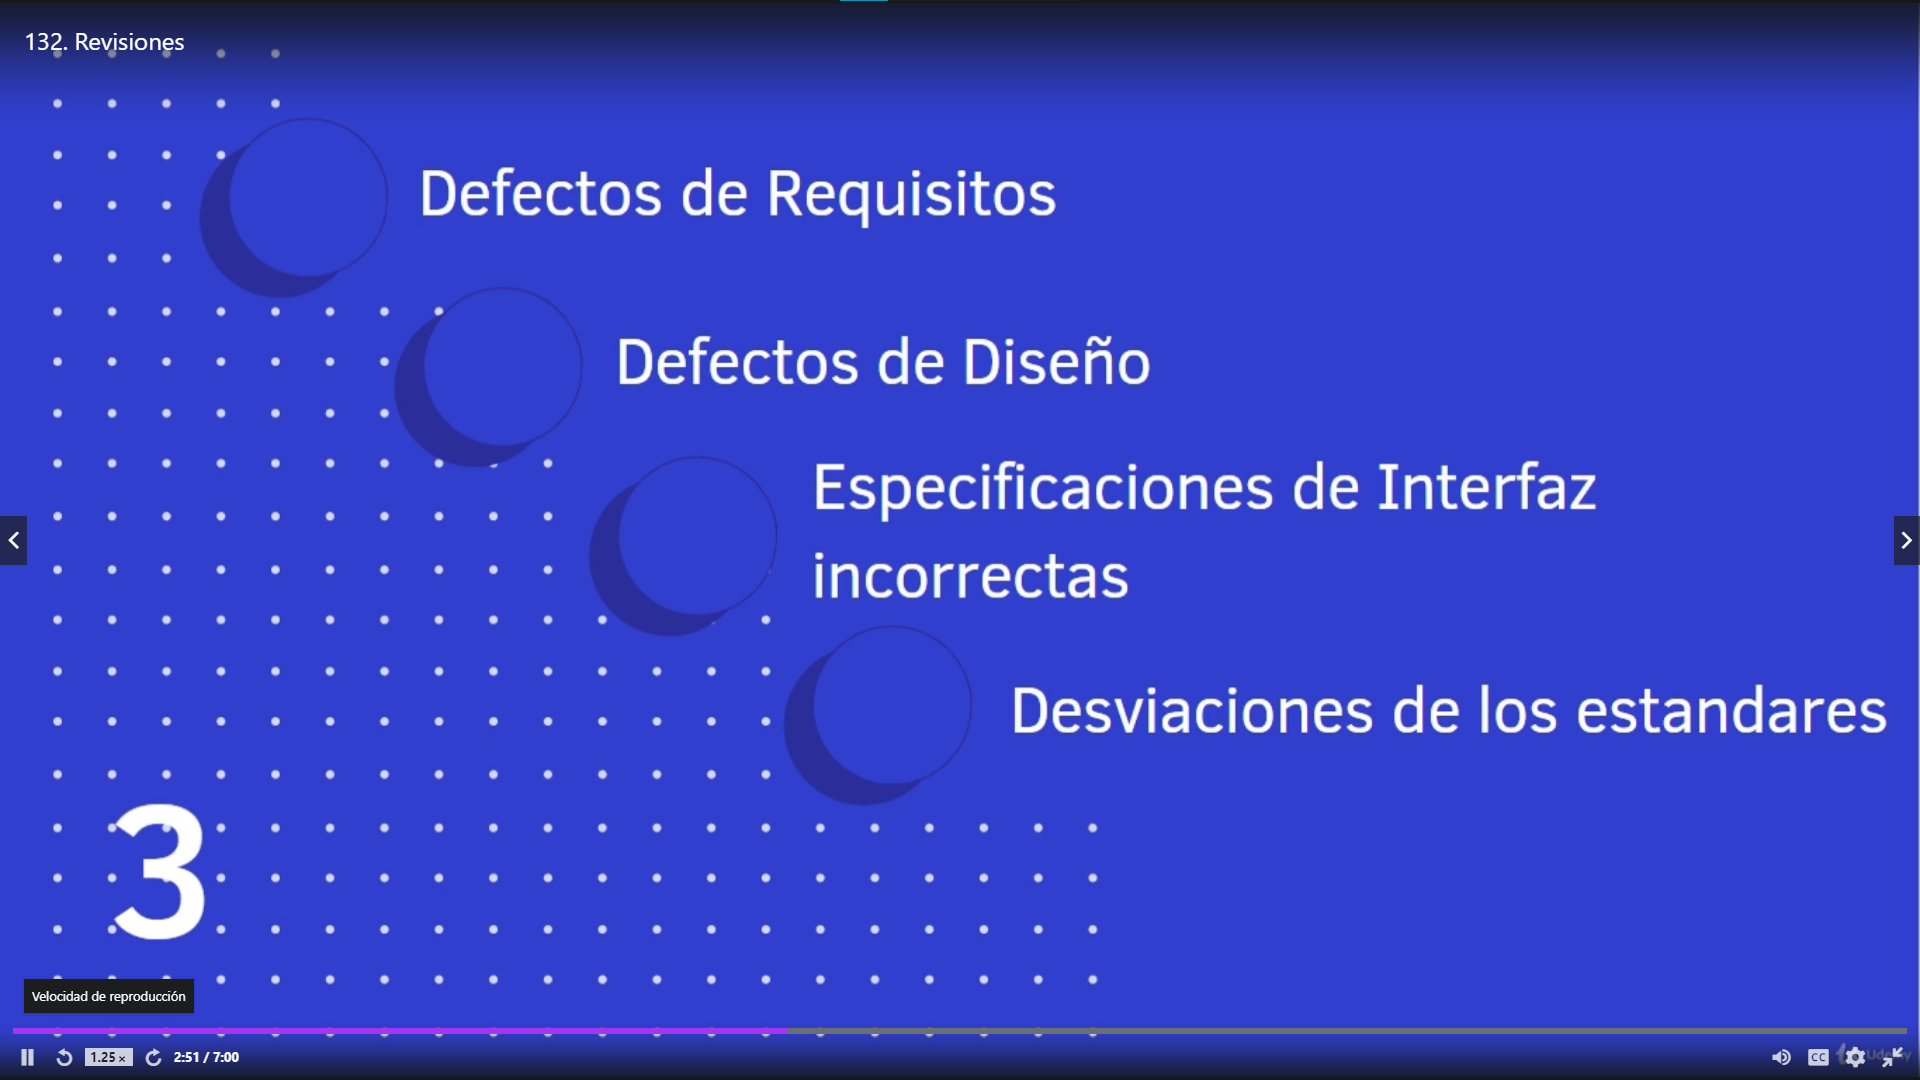 132. Revisiones
Defectos de Requisitos
Defectos de Diseño
Especificaciones de Interfaz
incorrectas
Desviaciones de los estandares
3
Velocidad de reproducción
1.25 x
2:51 / 7:00
CC